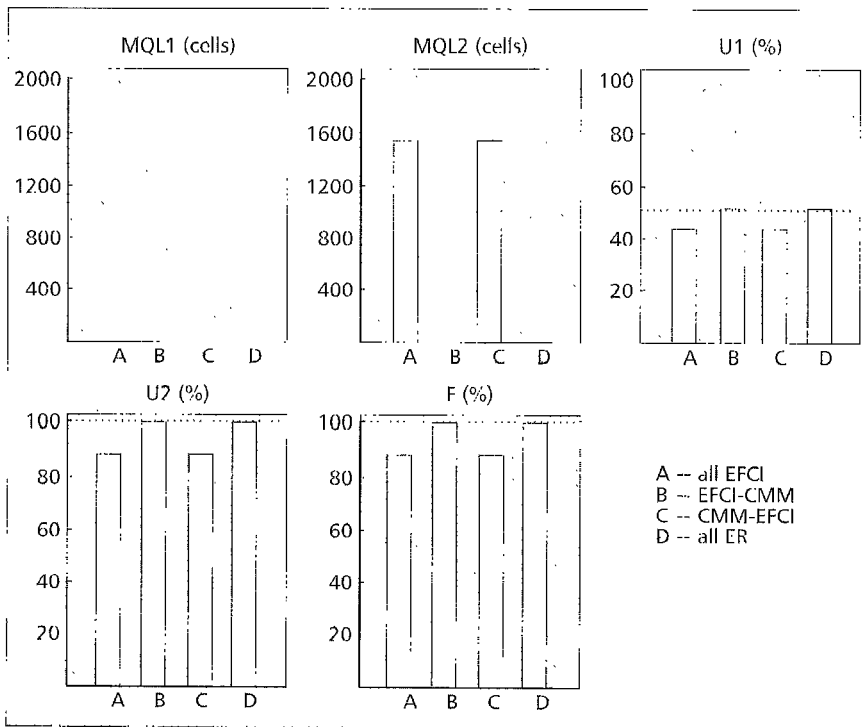 MQL1 (cells)
2000
1600
1200
800
400
A B C D
MQL2 (cells)
2000
1600
1200
800
400
A B C D
U1 (%)
100
80
60
40
20
A B C D
U2 (%)
100
80
60
40
20
A B C D
F (%)
100
80
60
40
20
A B C D
A -- all EFCI
B -- EFCI-CMM
C -- CMM-EFCI
D -- all ER